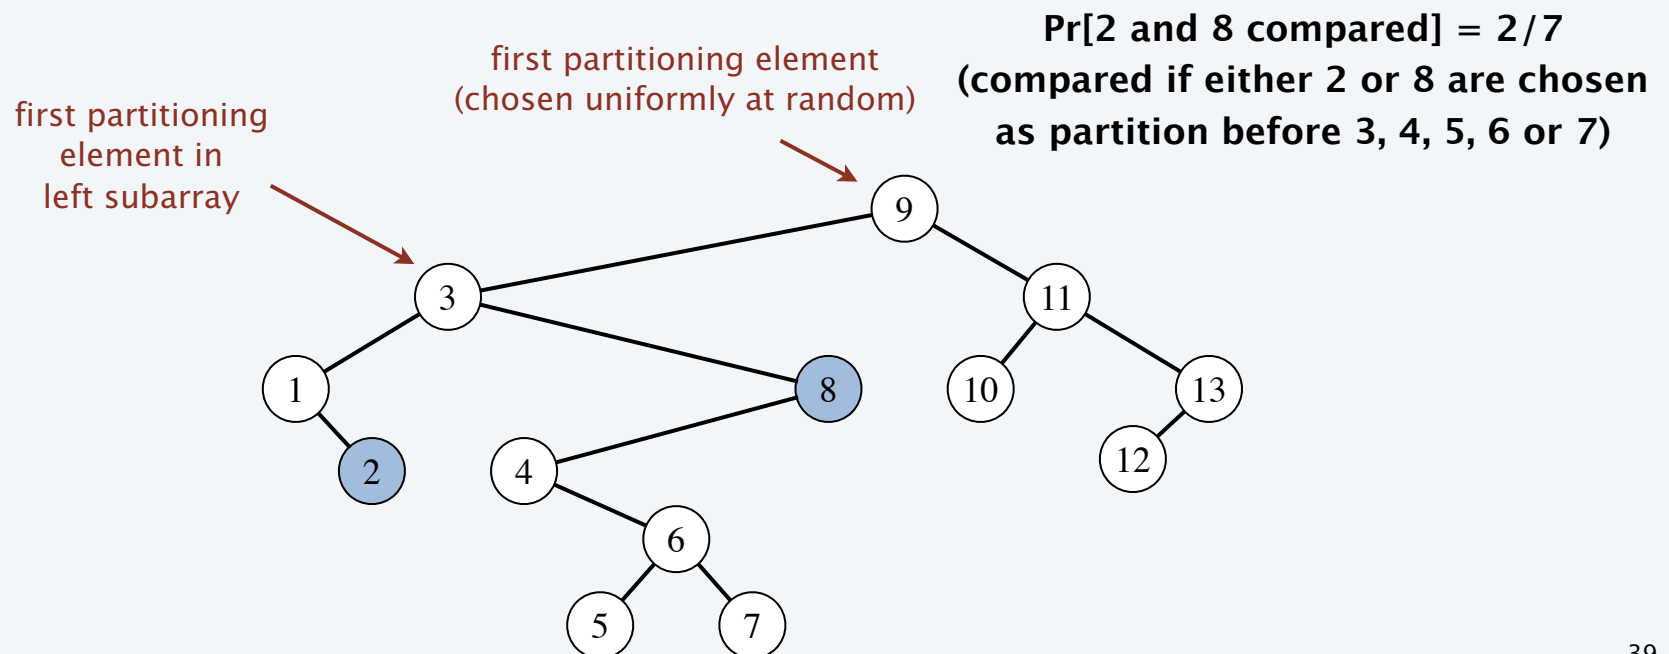 Pr[2 and 8 compared] = 2/7
(compared if either 2 or 8 are chosen
as partition before 3, 4, 5, 6 or 7)
first partitioning element
(chosen uniformly at random)
first partitioning
element in
left subarray
9
3
11
1
8
10
13
2
4
12
6
5
7
39